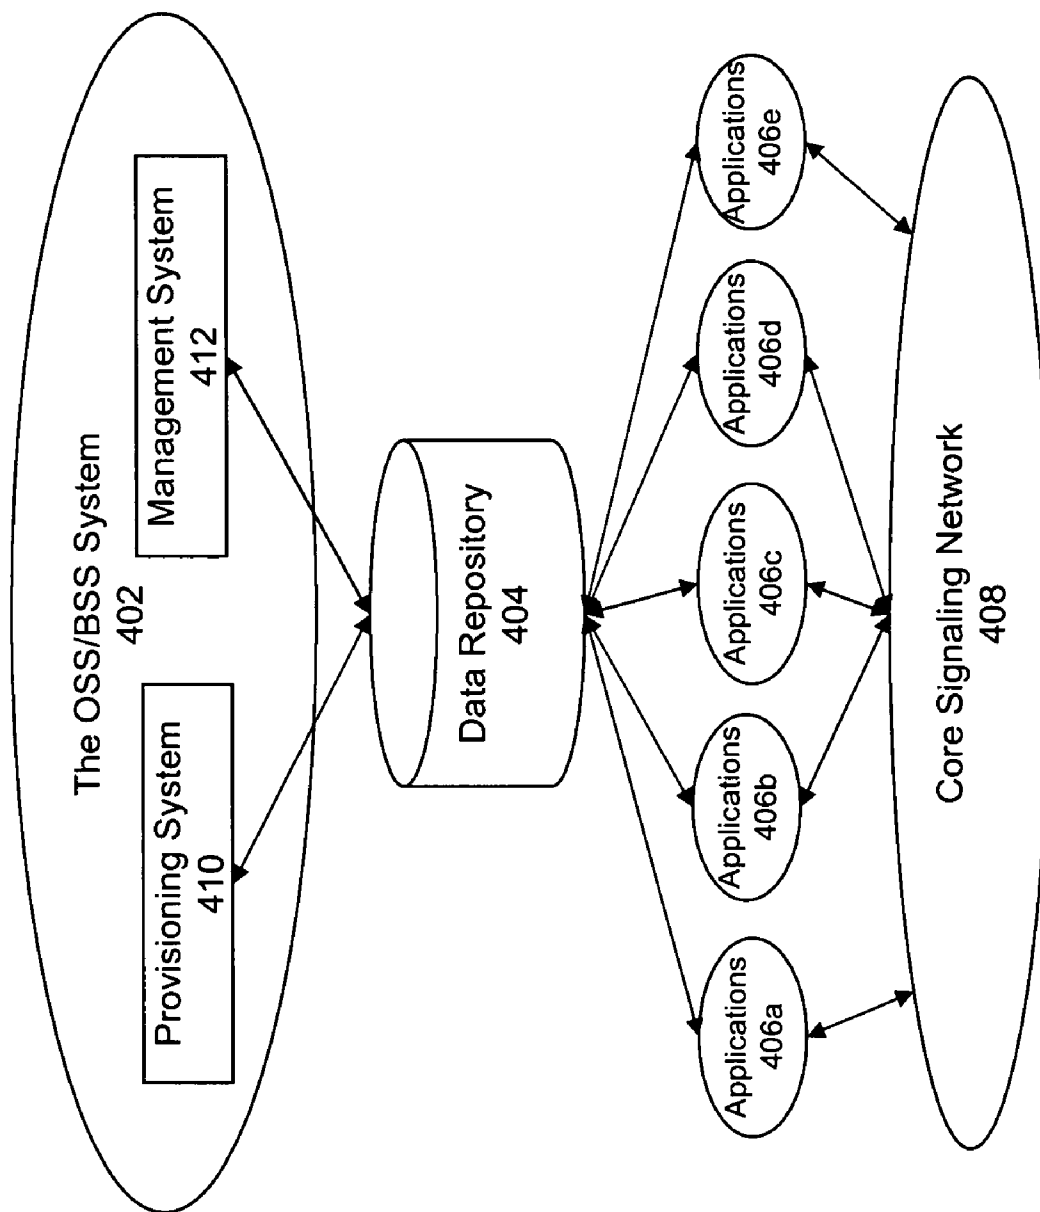 The OSS/BSS System
402
Provisioning System
410
Management System
412
Data Repository
404
Applications
406a
Applications
406b
Applications
406c
Applications
406d
Applications
406e
Core Signaling Network
408